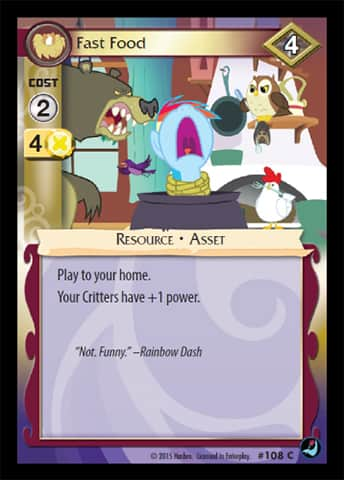 Fast Food
4
COST
2
4
RESOURCE • ASSET
Play to your home.
Your Critters have +1 power.
"Not. Funny." –Rainbow Dash
© 2015 Hasbro. Licensed to Enterplay. #108 C